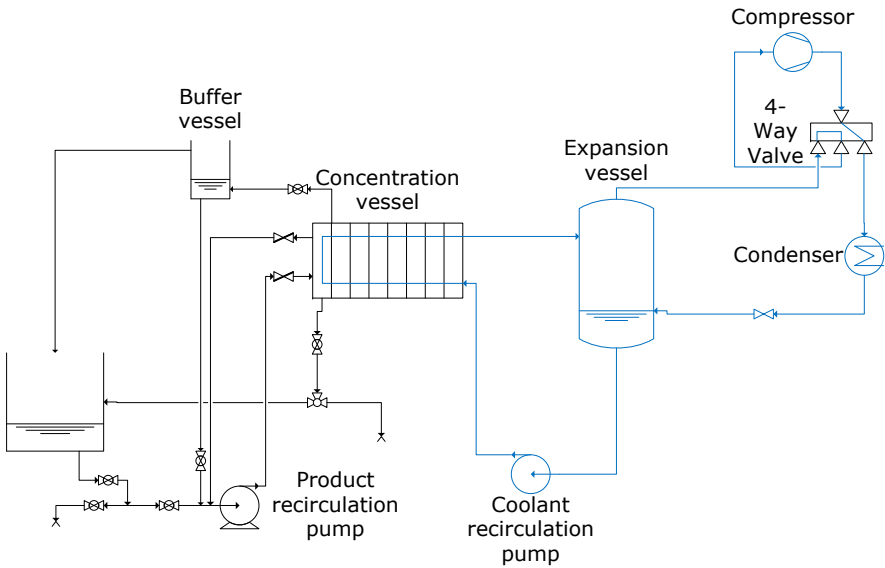 Compressor
4-
Way
Valve
Buffer
vessel
Expansion
vessel
Concentration
vessel
Condenser
Product
recirculation
pump
Coolant
recirculation
pump